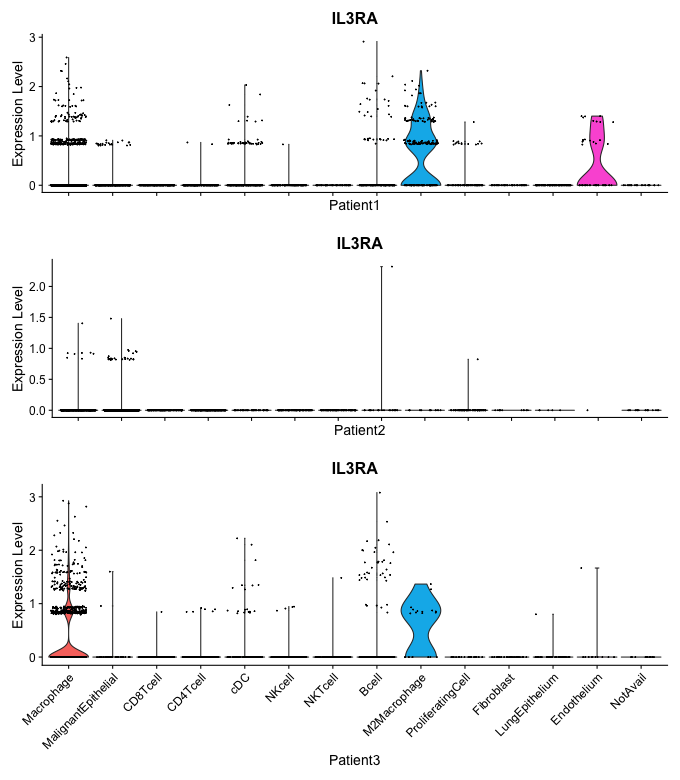 IL3RA
Expression Level
3
2
1
0
Patient1
IL3RA
Expression Level
2.0
1.5
1.0
0.5
0.0
Patient2
IL3RA
Expression Level
3
2
1
0
Macrophage
MalignantEpithelial
CD8Tcell
CD4Tcell
cDC
NKcell
NKTcell
Bcell
M2Macrophage
ProliferatingCell
Fibroblast
LungEpithelium
Endothelium
NotAvail
Patient3